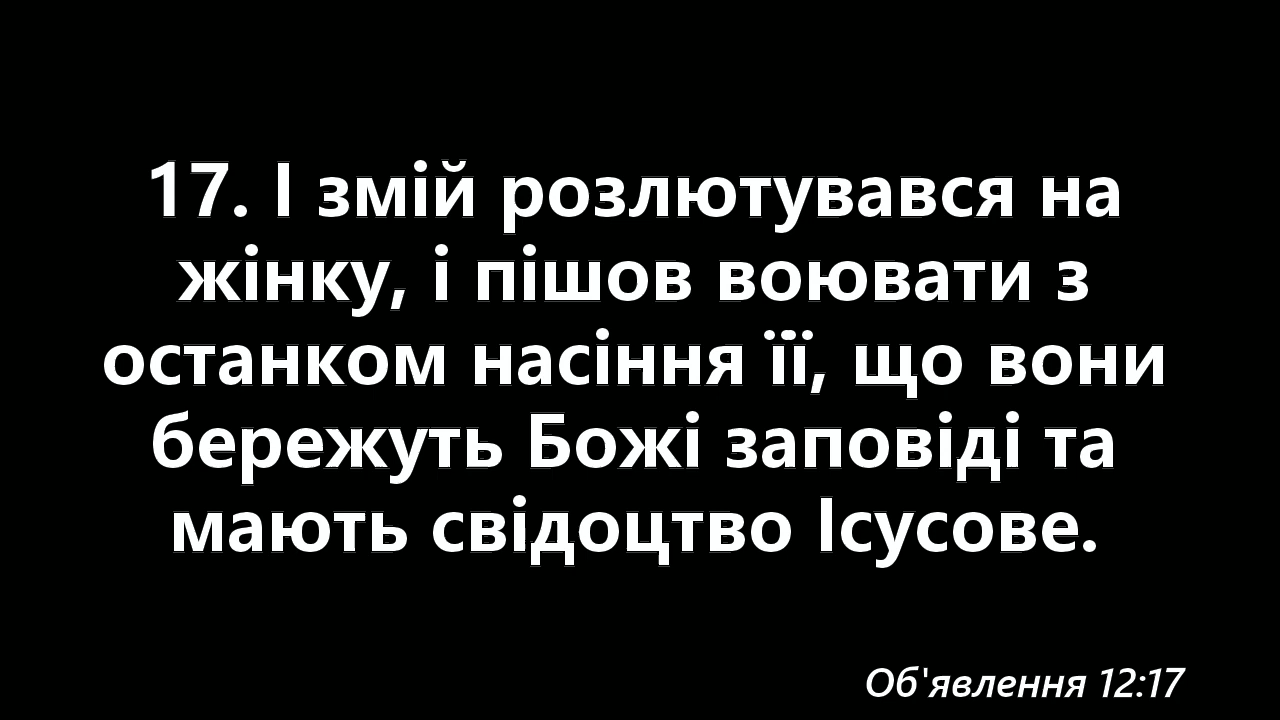 17. І змій розлютувався на
жінку, і пішов воювати з
останком насіння її, що вони
бережуть Божі заповіді та
мають свідоцтво Ісусове.
Об'явлення 12:17